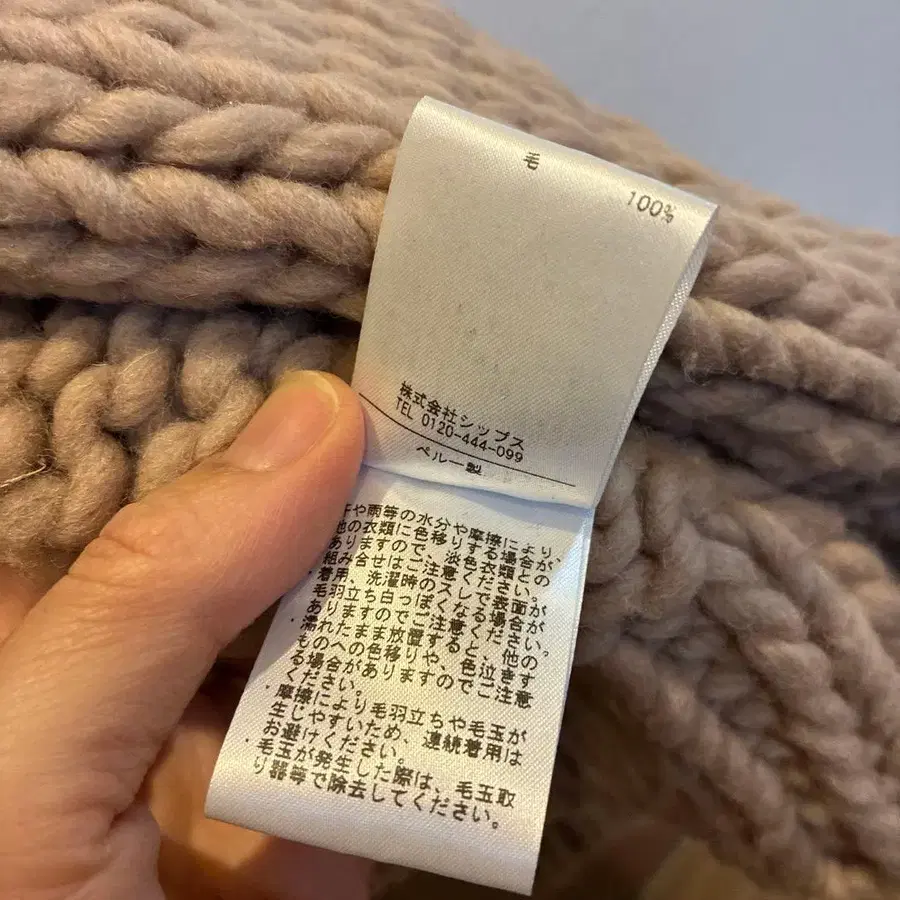 毛
100%
株式会社シップス
TEL 0120-444-099
ペルー製
や雨等の水分や摩擦により、
他の衣類に色移りする場合が
ありますので、淡色衣類との
組み合せはご注意ください。
・着用、洗濯時のスレで表面が
毛羽立ち白っぽくなる場合が
ありますのでご注意ください。
・濡れたまま放置すると、他の
ものへの色移りや、色泣きす
る場合がありますのでご注意
ください。
・摩擦により毛羽立ちや毛玉が
生じやすいため、連続着用は
お避けください。
・毛玉が発生した際は、毛玉取
り器等で除去してください。